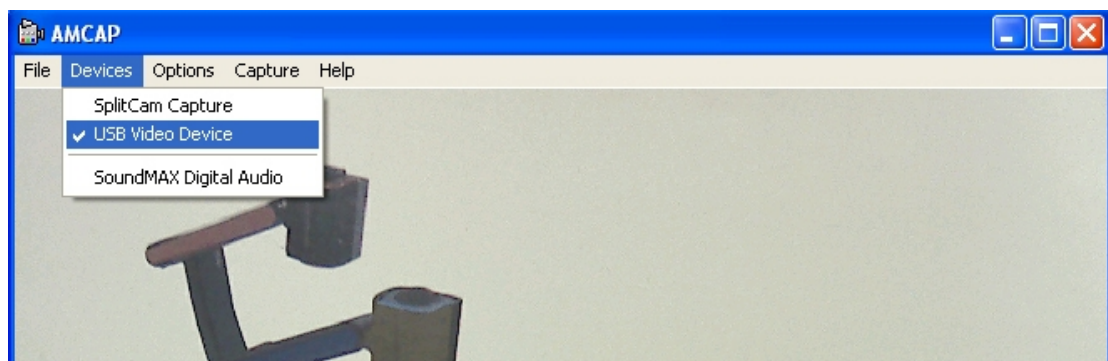 AMCAP
File Devices Options Capture Help
SplitCam Capture
USB Video Device
SoundMAX Digital Audio